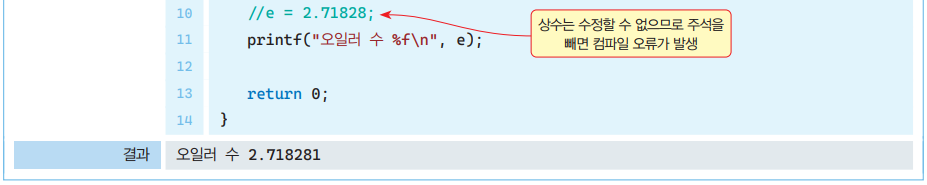 10 //e = 2.71828;
상수는 수정할 수 없으므로 주석을
빼면 컴파일 오류가 발생
11 printf("오일러 수 %f\n", e);
12
13 return 0;
14 }
결과 오일러 수 2.718281